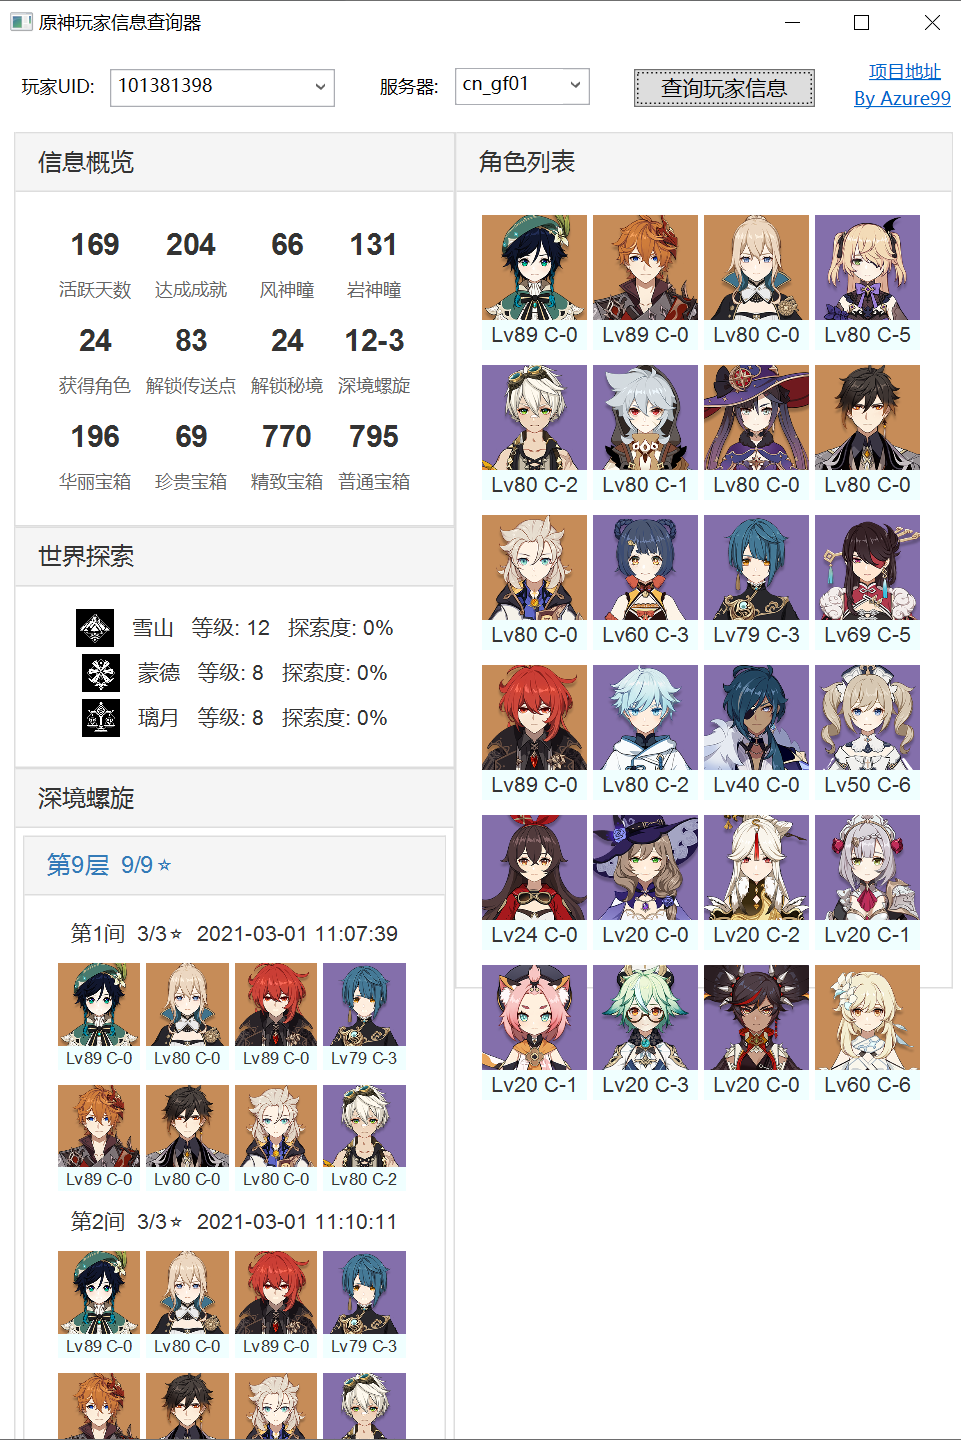 原神玩家信息查询器
玩家UID: 101381398 服务器: cn_gf01 查询玩家信息 项目地址
By Azure99
信息概览
169 204 66 131
活跃天数 达成成就 风神瞳 岩神瞳
24 83 24 12-3
获得角色 解锁传送点 解锁秘境 深境螺旋
196 69 770 795
华丽宝箱 珍贵宝箱 精致宝箱 普通宝箱
世界探索
雪山 等级: 12 探索度: 0%
蒙德 等级: 8 探索度: 0%
璃月 等级: 8 探索度: 0%
深境螺旋
第9层 9/9☆
第1间 3/3☆ 2021-03-01 11:07:39
Lv89 C-0 Lv80 C-0 Lv89 C-0 Lv79 C-3
Lv89 C-0 Lv80 C-0 Lv80 C-0 Lv80 C-2
第2间 3/3☆ 2021-03-01 11:10:11
Lv89 C-0 Lv80 C-0 Lv89 C-0 Lv79 C-3
角色列表
Lv89 C-0 Lv89 C-0 Lv80 C-0 Lv80 C-5
Lv80 C-2 Lv80 C-1 Lv80 C-0 Lv80 C-0
Lv80 C-0 Lv60 C-3 Lv79 C-3 Lv69 C-5
Lv89 C-0 Lv80 C-2 Lv40 C-0 Lv50 C-6
Lv24 C-0 Lv20 C-0 Lv20 C-2 Lv20 C-1
Lv20 C-1 Lv20 C-3 Lv20 C-0 Lv60 C-6